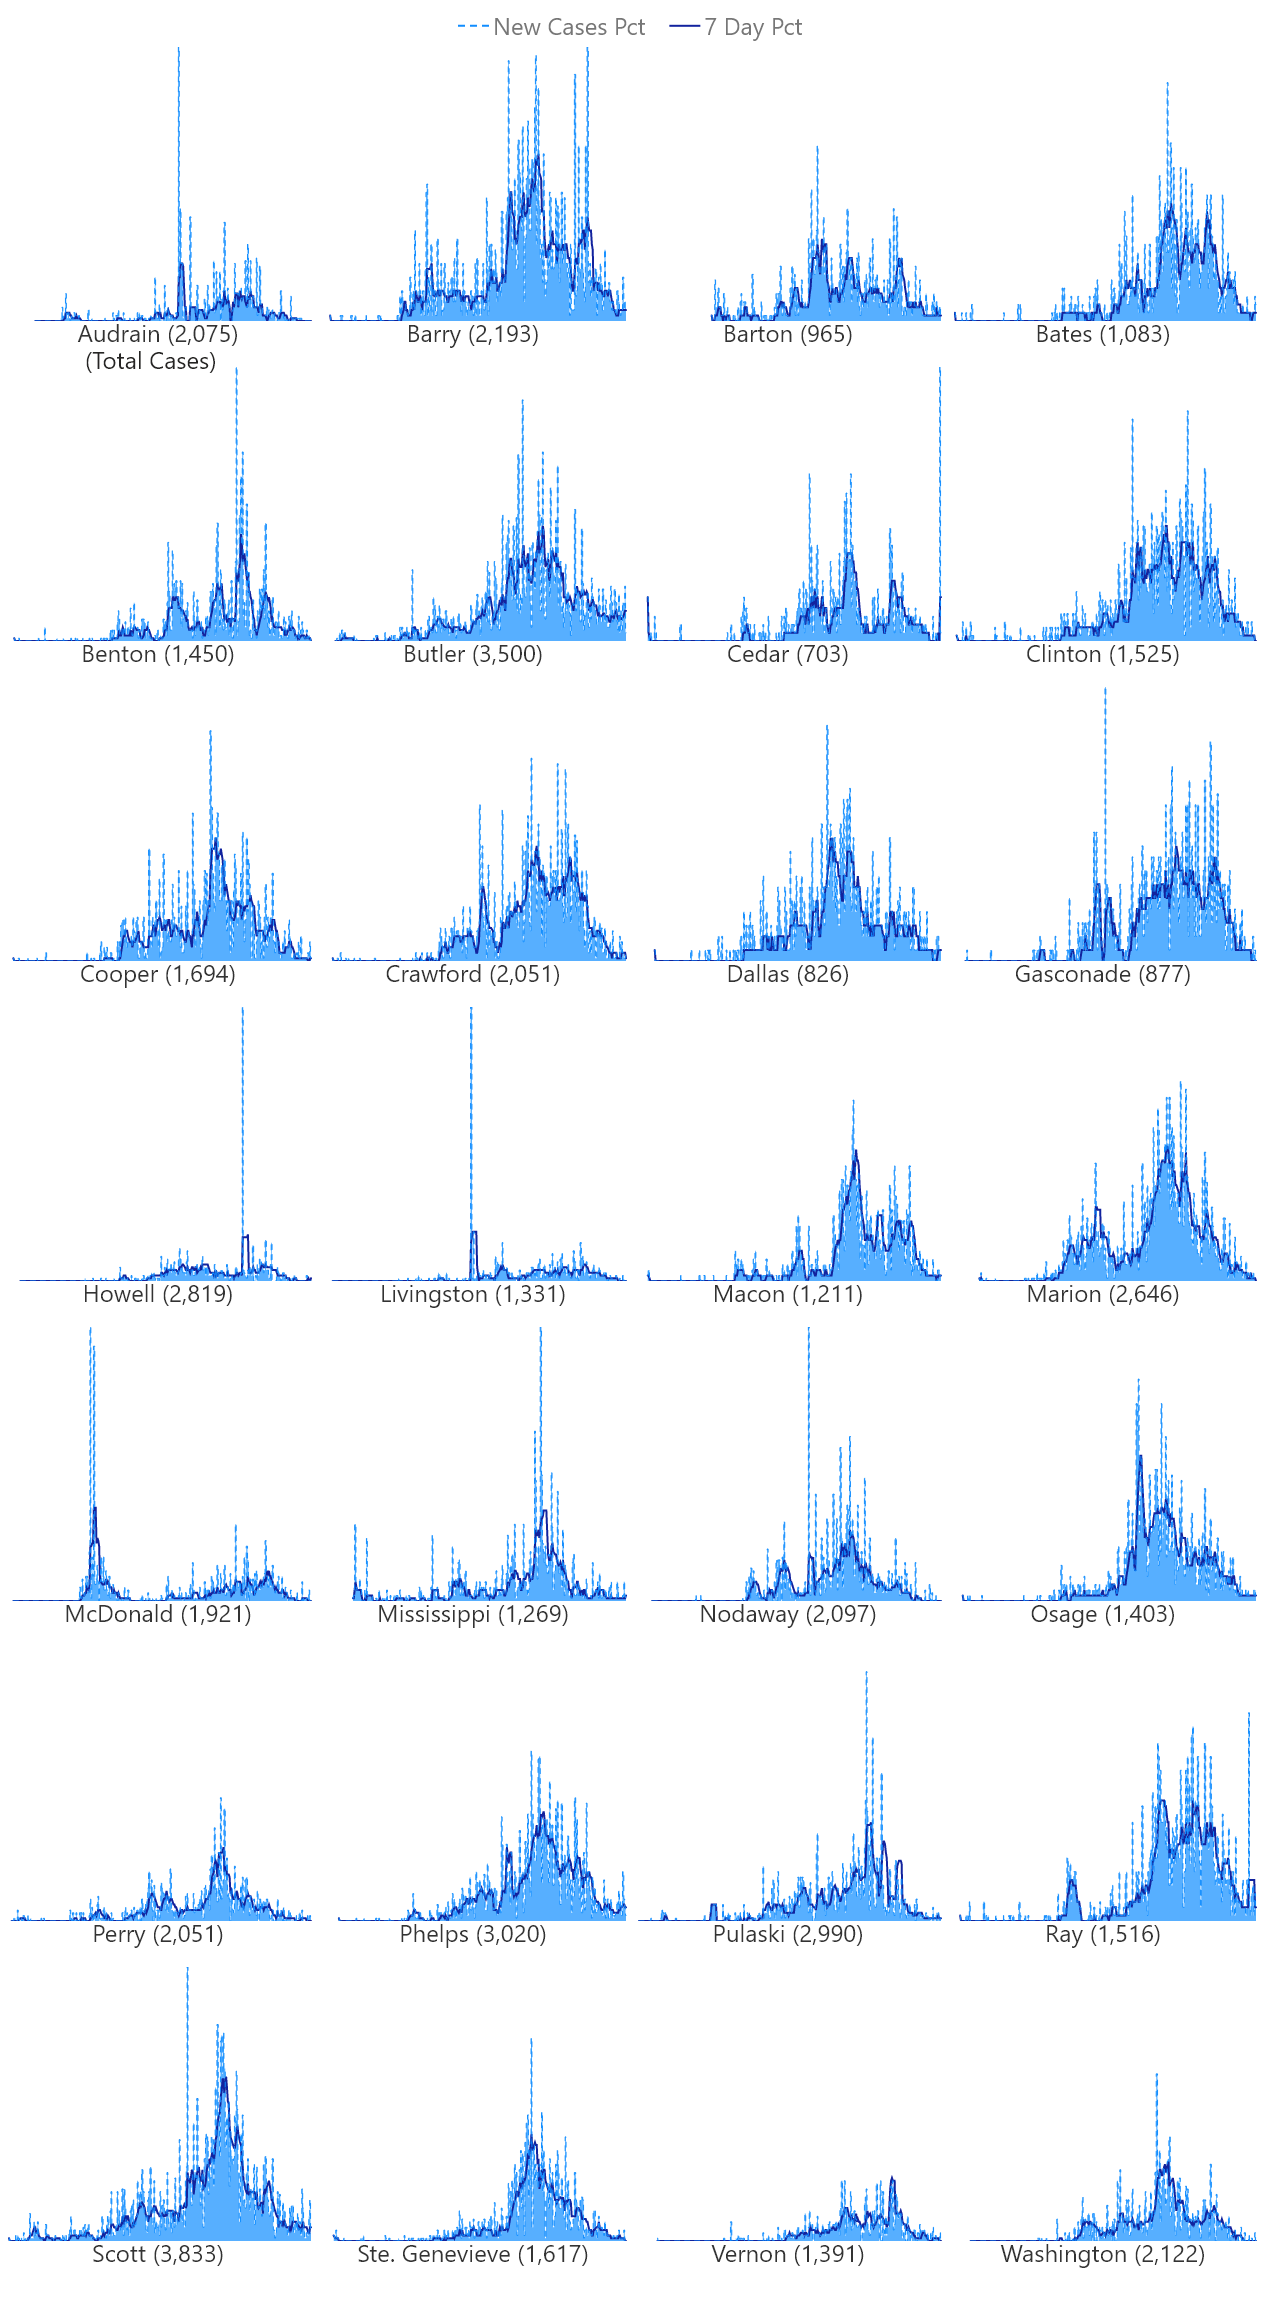 New Cases Pct 7 Day Pct
Audrain (2,075) Barry (2,193) Barton (965) Bates (1,083)
(Total Cases)
Benton (1,450) Butler (3,500) Cedar (703) Clinton (1,525)
Cooper (1,694) Crawford (2,051) Dallas (826) Gasconade (877)
Howell (2,819) Livingston (1,331) Macon (1,211) Marion (2,646)
McDonald (1,921) Mississippi (1,269) Nodaway (2,097) Osage (1,403)
Perry (2,051) Phelps (3,020) Pulaski (2,990) Ray (1,516)
Scott (3,833) Ste. Genevieve (1,617) Vernon (1,391) Washington (2,122)